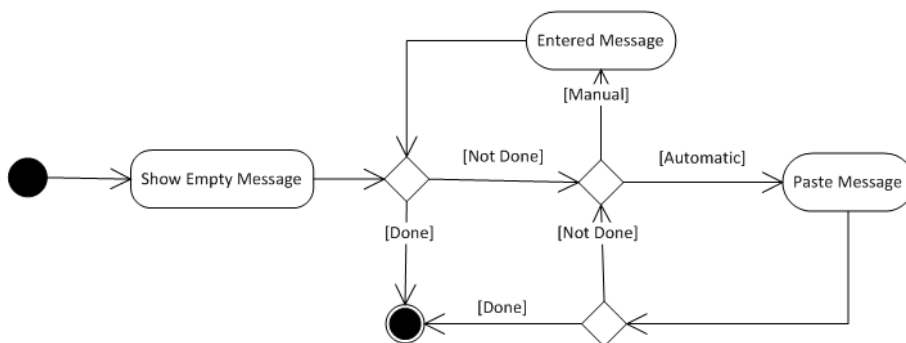 Entered Message
[Manual]
[Not Done]
[Automatic]
Show Empty Message
Paste Message
[Done]
[Not Done]
[Done]